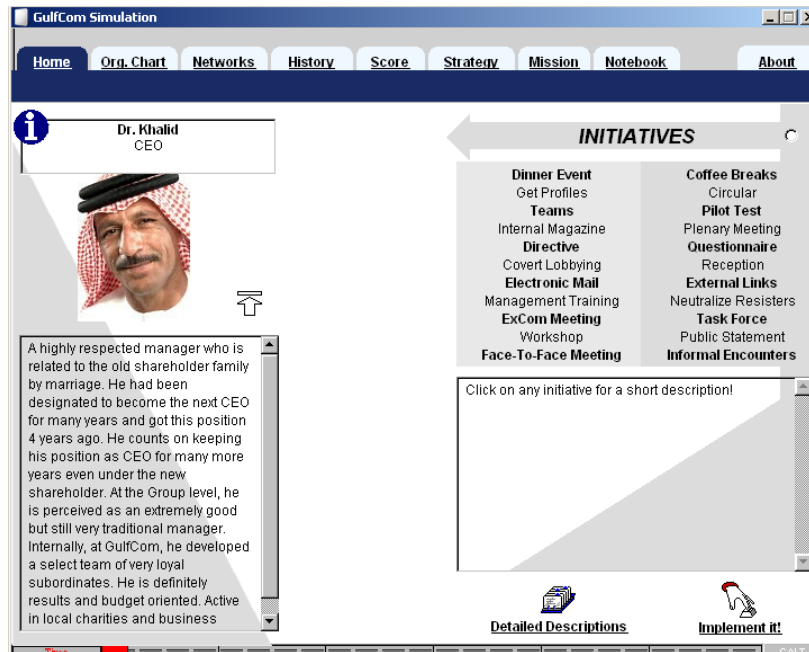 GulfCom Simulation
Home Org. Chart Networks History Score Strategy Mission Notebook About
Dr. Khalid
CEO
INITIATIVES
Dinner Event Coffee Breaks
Get Profiles Circular
Teams Pilot Test
Internal Magazine Plenary Meeting
Directive Questionnaire
Covert Lobbying Reception
Electronic Mail External Links
Management Training Neutralize Resisters
ExCom Meeting Task Force
Workshop Public Statement
Face-To-Face Meeting Informal Encounters
A highly respected manager who is
related to the old shareholder family
by marriage. He had been
designated to become the next CEO
for many years and got this position
4 years ago. He counts on keeping
his position as CEO for many more
years even under the new
shareholder. At the Group level, he
is perceived as an extremely good
but still very traditional manager.
Internally, at GulfCom, he developed
a select team of very loyal
subordinates. He is definitely
results and budget oriented. Active
in local charities and business
Click on any initiative for a short description!
Detailed Descriptions Implement it!
Time